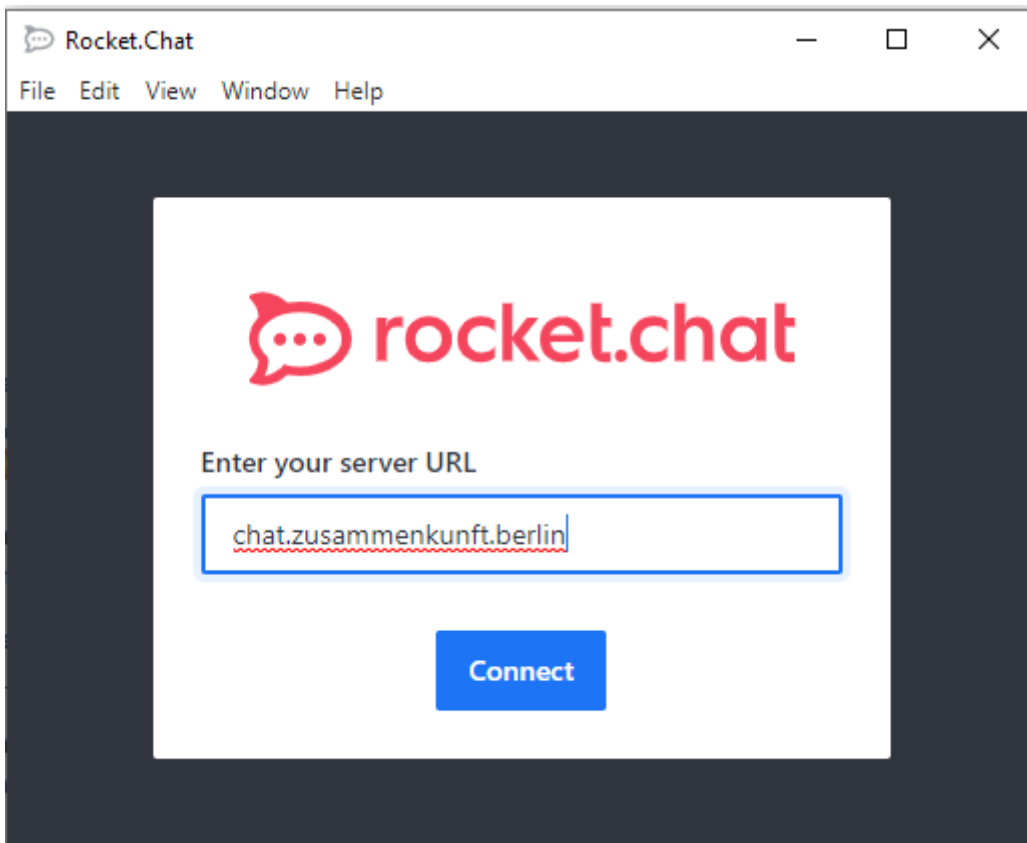 Rocket.Chat
File Edit View Window Help
rocket.chat
Enter your server URL
chat.zusammenkunft.berlin
Connect